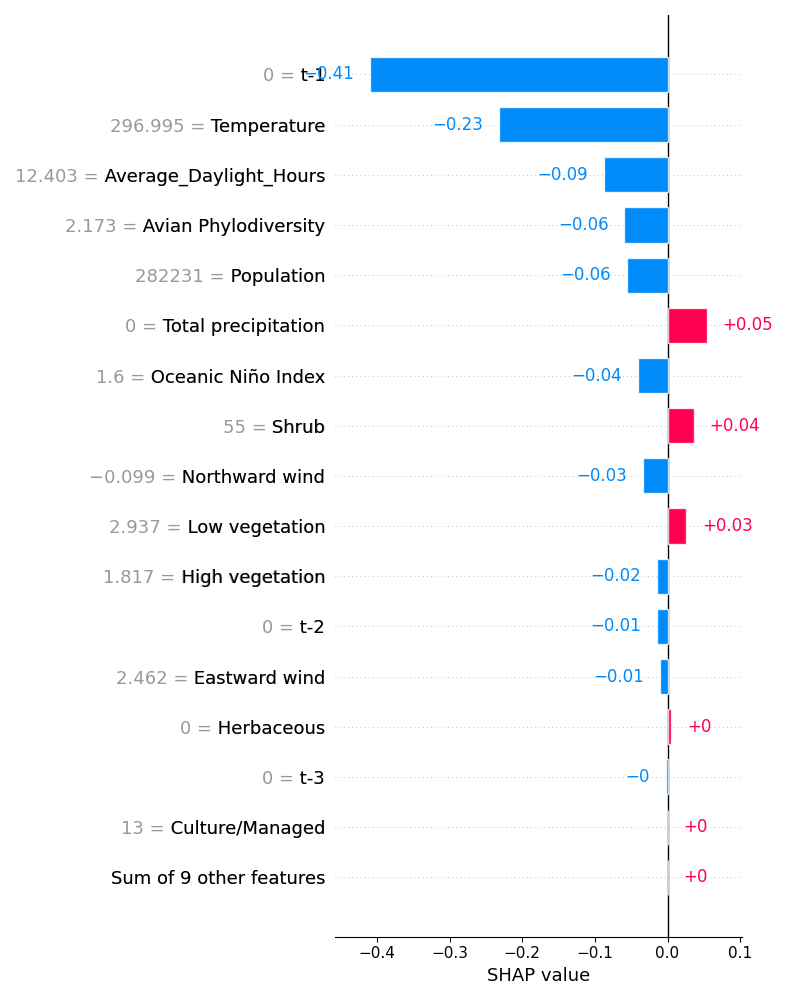 0 = t-1 −0.41
296.995 = Temperature −0.23
12.403 = Average_Daylight_Hours −0.09
2.173 = Avian Phylodiversity −0.06
282231 = Population −0.06
0 = Total precipitation +0.05
1.6 = Oceanic Niño Index −0.04
55 = Shrub +0.04
−0.099 = Northward wind −0.03
2.937 = Low vegetation +0.03
1.817 = High vegetation −0.02
0 = t-2 −0.01
2.462 = Eastward wind −0.01
0 = Herbaceous +0
0 = t-3 −0
13 = Culture/Managed +0
Sum of 9 other features +0
−0.4 −0.3 −0.2 −0.1 0.0 0.1
SHAP value